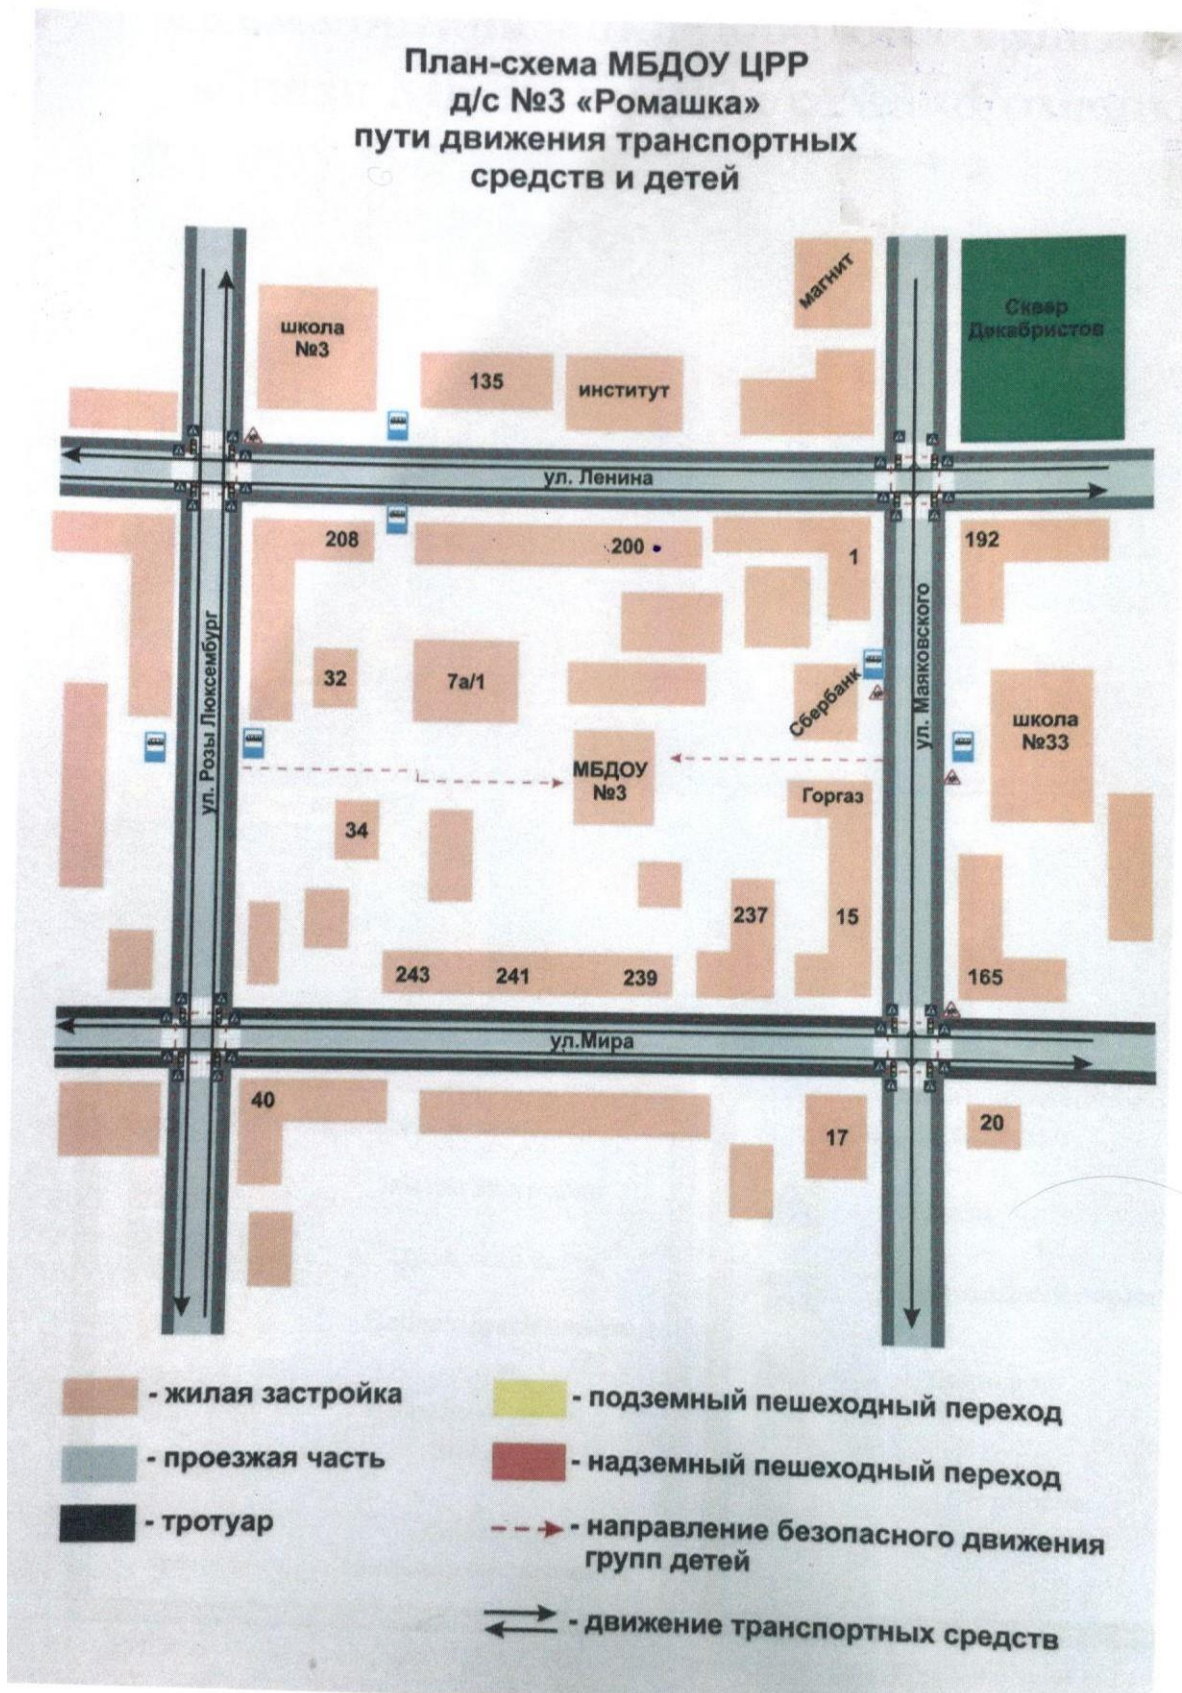 План-схема МБДОУ ЦРР
д/с №3 «Ромашка»
пути движения транспортных
средств и детей
магнит
Сквер
Декабристов
школа
№3
135
институт
ул. Ленина
208
200
1
192
ул. Розы Люксембург
32
7а/1
Сбербанк
ул. Маяковского
школа
№33
МБДОУ
№3
Горгаз
34
237
15
243
241
239
165
ул.Мира
40
17
20
- жилая застройка
- проезжая часть
- тротуар
- подземный пешеходный переход
- надземный пешеходный переход
- направление безопасного движения
групп детей
- движение транспортных средств